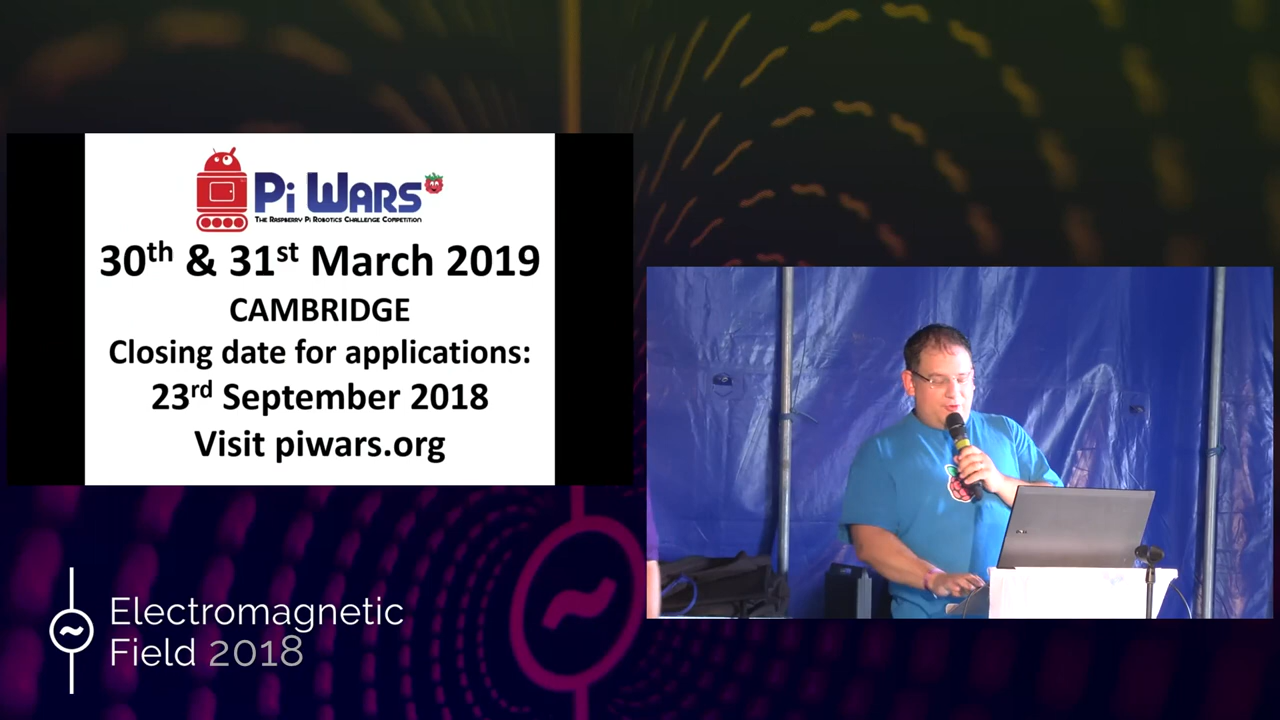 Pi Wars
The Raspberry Pi Robotics Challenge Competition
30th & 31st March 2019
CAMBRIDGE
Closing date for applications:
23rd September 2018
Visit piwars.org
Electromagnetic
Field 2018